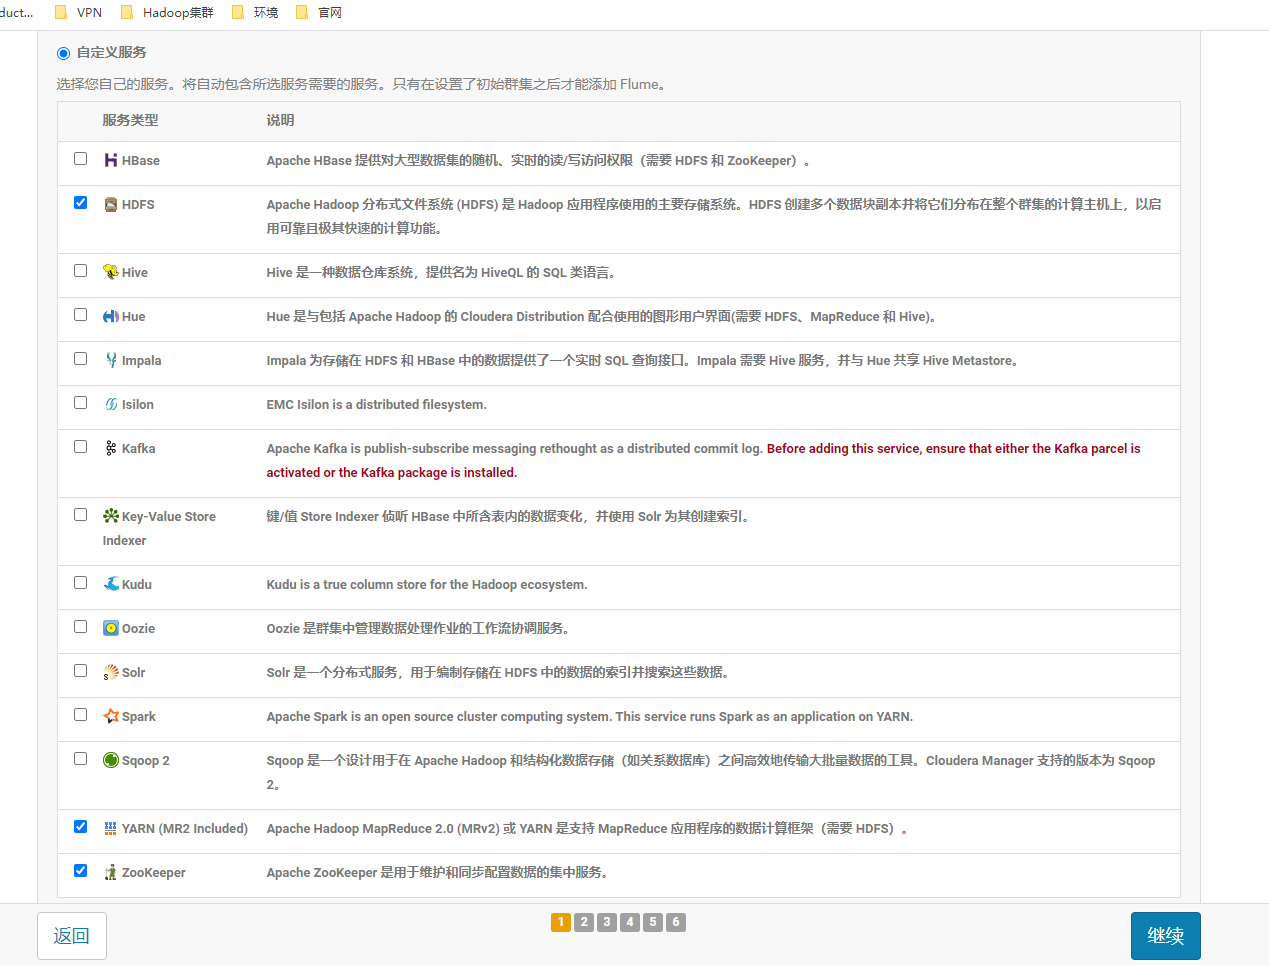 duct... VPN Hadoop集群 环境 官网
自定义服务
选择您自己的服务。将自动包含所选服务需要的服务。只有在设置了初始群集之后才能添加 Flume。
服务类型 说明
HBase Apache HBase 提供对大型数据集的随机、实时的读/写访问权限（需要 HDFS 和 ZooKeeper）。
HDFS Apache Hadoop 分布式文件系统 (HDFS) 是 Hadoop 应用程序使用的主要存储系统。HDFS 创建多个数据块副本并将它们分布在整个群集的计算主机上，以启
用可靠且极其快速的计算功能。
Hive Hive 是一种数据仓库系统，提供名为 HiveQL 的 SQL 类语言。
Hue Hue 是与包括 Apache Hadoop 的 Cloudera Distribution 配合使用的图形用户界面(需要 HDFS、MapReduce 和 Hive)。
Impala Impala 为存储在 HDFS 和 HBase 中的数据提供了一个实时 SQL 查询接口。Impala 需要 Hive 服务，并与 Hue 共享 Hive Metastore。
Isilon EMC Isilon is a distributed filesystem.
Kafka Apache Kafka is publish-subscribe messaging rethought as a distributed commit log. Before adding this service, ensure that either the Kafka parcel is
activated or the Kafka package is installed.
Key-Value Store 键/值 Store Indexer 侦听 HBase 中所含表内的数据变化，并使用 Solr 为其创建索引。
Indexer
Kudu Kudu is a true column store for the Hadoop ecosystem.
Oozie Oozie 是群集中管理数据处理作业的工作流协调服务。
Solr Solr 是一个分布式服务，用于编制存储在 HDFS 中的数据的索引并搜索这些数据。
Spark Apache Spark is an open source cluster computing system. This service runs Spark as an application on YARN.
Sqoop 2 Sqoop 是一个设计用于在 Apache Hadoop 和结构化数据存储（如关系数据库）之间高效地传输大批量数据的工具。Cloudera Manager 支持的版本为 Sqoop
2。
YARN (MR2 Included) Apache Hadoop MapReduce 2.0 (MRv2) 或 YARN 是支持 MapReduce 应用程序的数据计算框架（需要 HDFS）。
ZooKeeper Apache ZooKeeper 是用于维护和同步配置数据的集中服务。
返回 1 2 3 4 5 6 继续